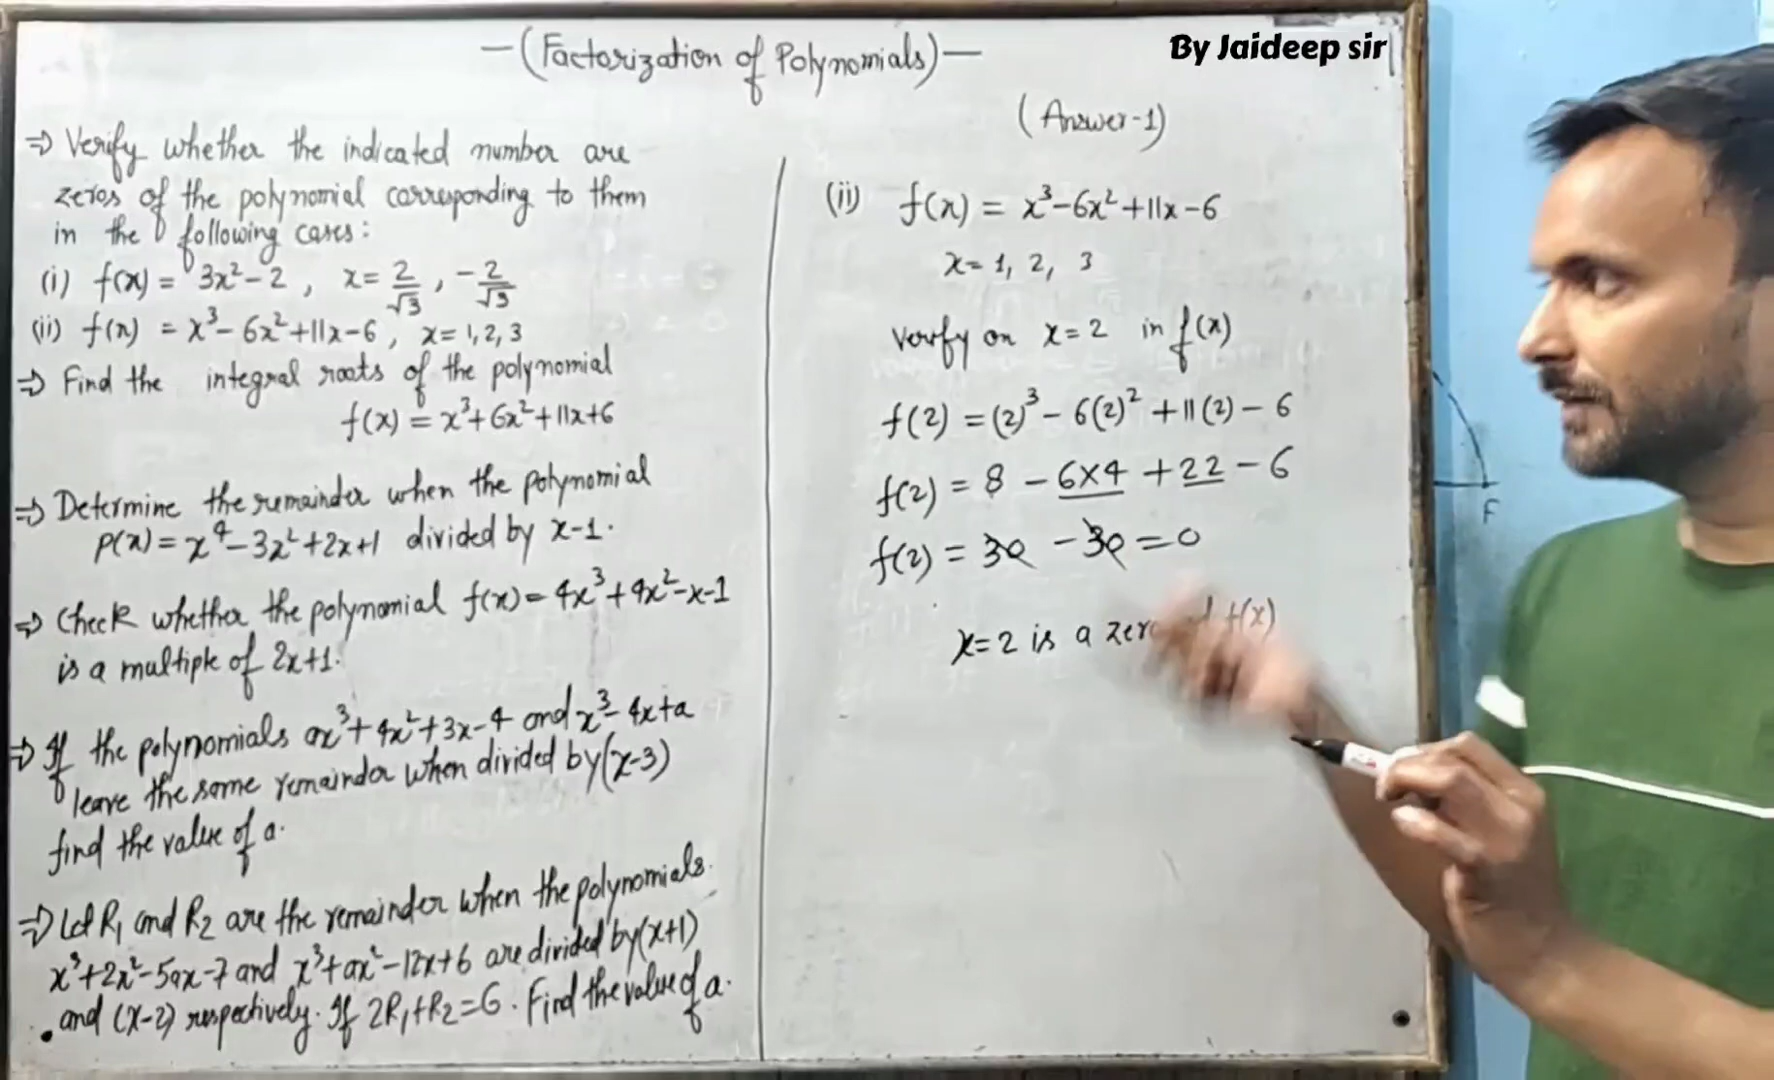 -(Factorization of Polynomials)-
By Jaideep sir
⇒ Verify whether the indicated number are
zeros of the polynomial corresponding to them
in the following cases:
(i) f(x) = 3x² - 2 , x = 2/√3 , -2/√3
(ii) f(x) = x³ - 6x² + 11x - 6 , x = 1, 2, 3
⇒ Find the integral roots of the polynomial
f(x) = x³ + 6x² + 11x + 6
⇒ Determine the remainder when the polynomial
P(x) = x⁴ - 3x² + 2x + 1 divided by x - 1.
⇒ Check whether the polynomial f(x) = 4x³ + 4x² - x - 1
is a multiple of 2x + 1.
⇒ If the polynomials ax³ + 4x² + 3x - 4 and x³ - 4x + a
leave the same remainder when divided by (x-3)
find the value of a.
⇒ Let R₁ and R₂ are the remainder when the polynomials.
x³ + 2x² - 5ax - 7 and x³ + ax² - 12x + 6 are divided by (x+1)
and (x-2) respectively. If 2R₁ + R₂ = 6. Find the value of a.
(Answer-1)
(ii) f(x) = x³ - 6x² + 11x - 6
x = 1, 2, 3
Verify on x = 2 in f(x)
f(2) = (2)³ - 6(2)² + 11(2) - 6
f(2) = 8 - 6×4 + 22 - 6
f(2) = 30 - 30 = 0
x = 2 is a f(x)
F